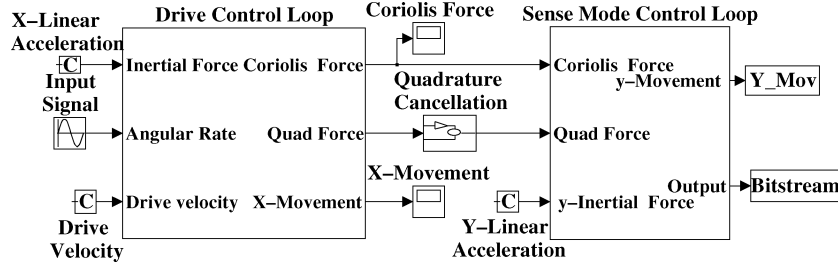 X-Linear
Acceleration
C
Input
Signal
C
Drive
Velocity
Drive Control Loop
Inertial Force
Coriolis Force
Angular Rate
Quad Force
Drive velocity
X-Movement
Coriolis Force
Quadrature
Cancellation
X-Movement
C
Y-Linear
Acceleration
Sense Mode Control Loop
Coriolis Force
y-Movement
Quad Force
Output
y-Inertial Force
Y_Mov
Bitstream